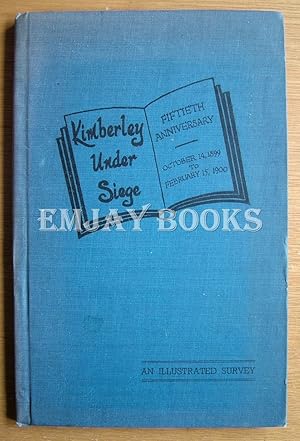 Kimberley
Under
Siege
FIFTIETH
ANNIVERSARY
OCTOBER 14, 1899
TO
FEBRUARY 15, 1900
EMJAY BOOKS
AN ILLUSTRATED SURVEY